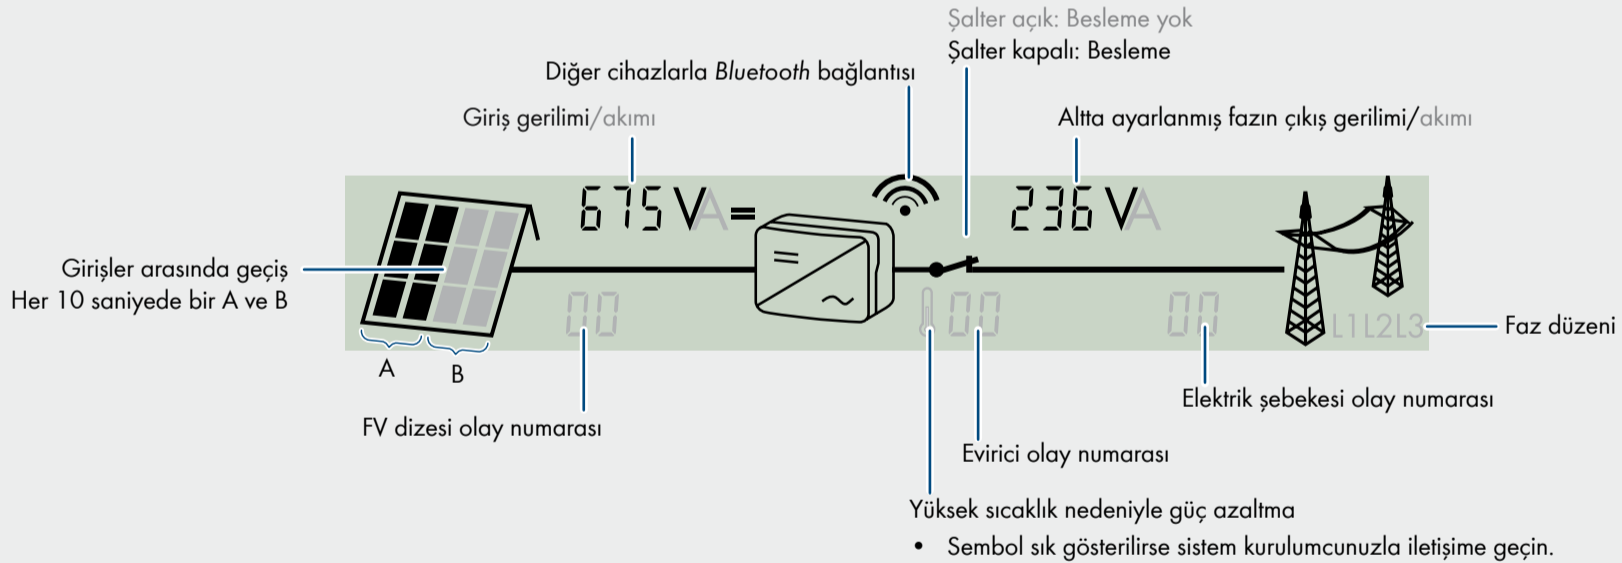 Şalter açık: Besleme yok
Şalter kapalı: Besleme
Diğer cihazlarla Bluetooth bağlantısı
Giriş gerilimi/akımı
Altta ayarlanmış fazın çıkış gerilimi/akımı
675 VA=
236 VA
Girişler arasında geçiş
Her 10 saniyede bir A ve B
00
00
00
L1L2L3
Faz düzeni
A
B
Elektrik şebekesi olay numarası
FV dizesi olay numarası
Evirici olay numarası
Yüksek sıcaklık nedeniyle güç azaltma
• Sembol sık gösterilirse sistem kurulumcunuzla iletişime geçin.